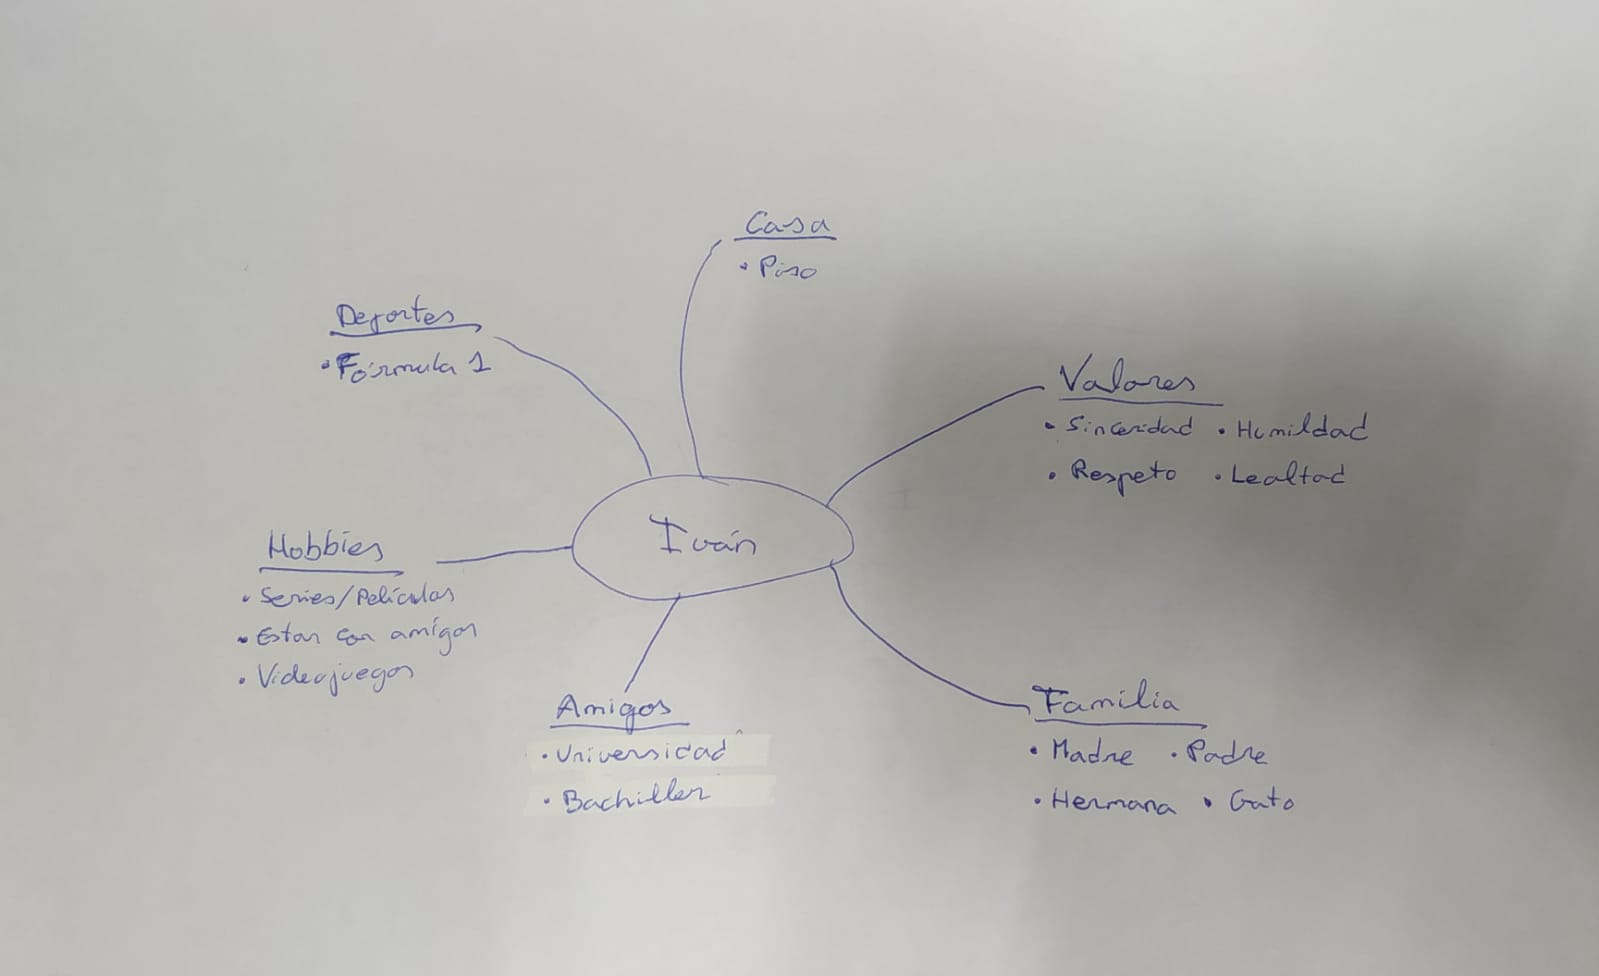 Casa
• Piso
Deportes
• Fórmula 1
Valores
• Sinceridad • Humildad
• Respeto • Lealtad
Iván
Hobbies
• Series/Películas
• Estar con amigos
• Videojuegos
Amigos
• Universidad
• Bachiller
Familia
• Madre • Padre
• Hermana • Gato